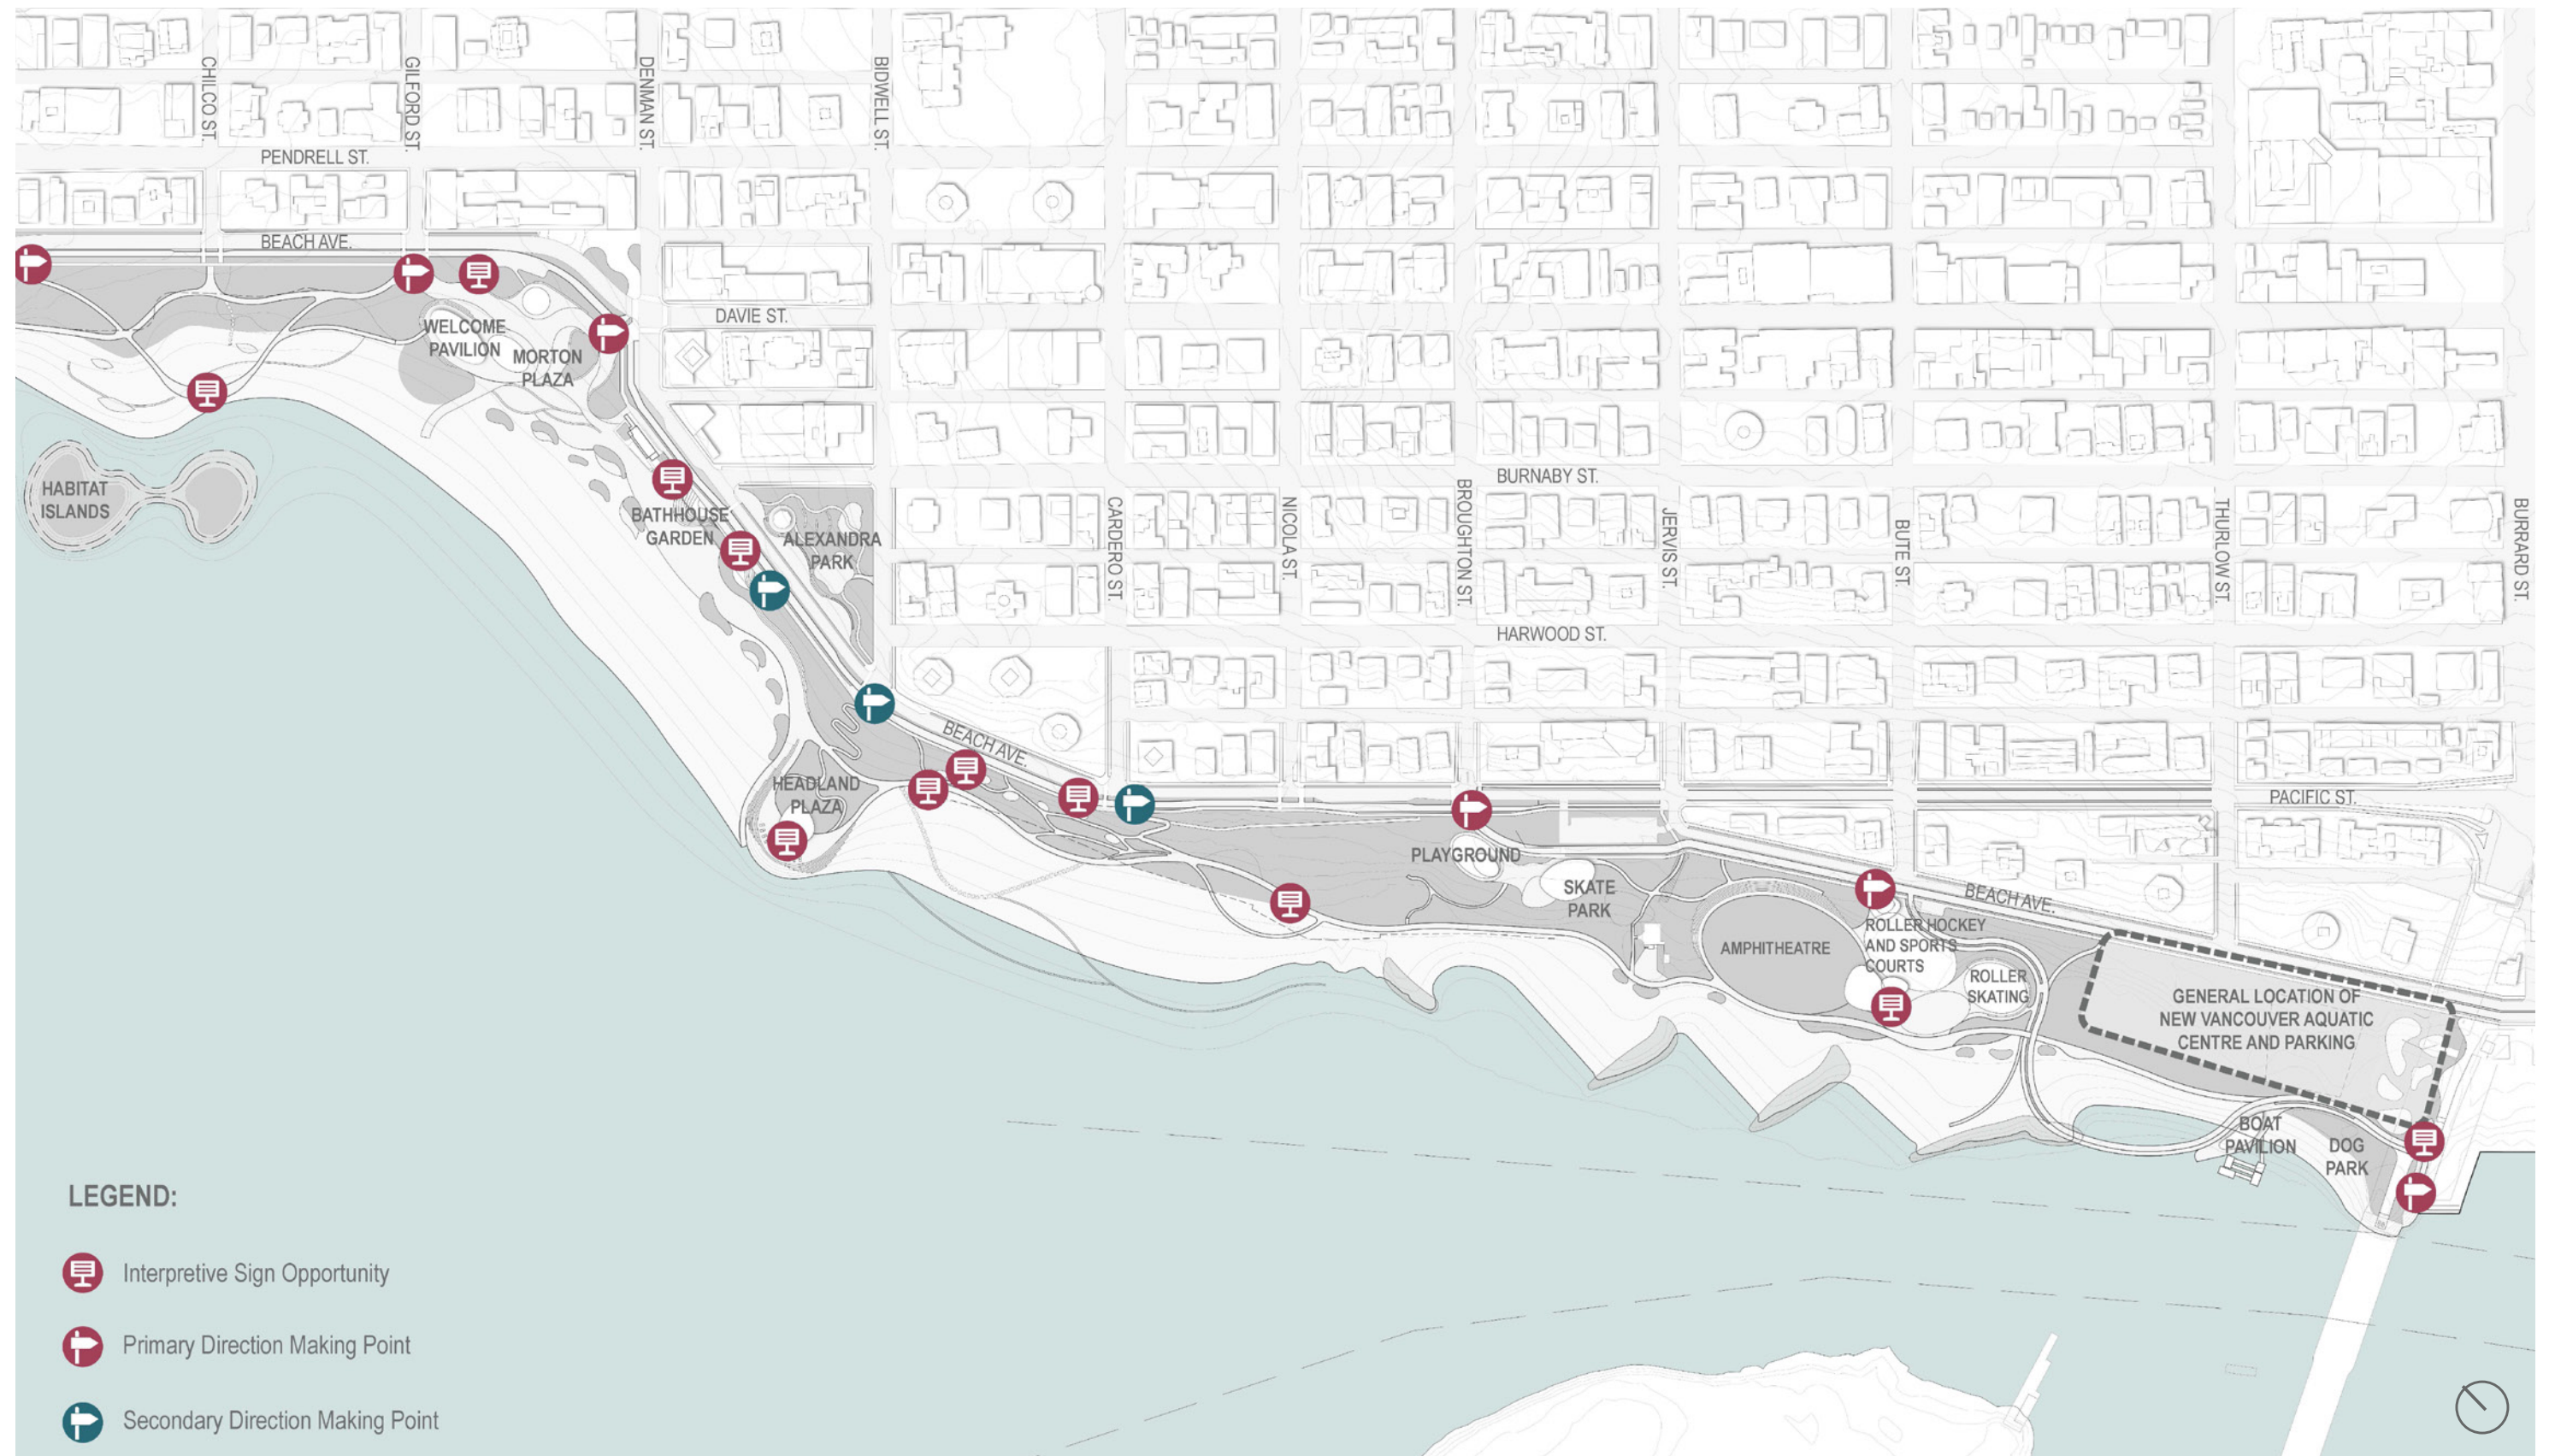 CHILCO ST.
GILFORD ST.
DENMAN ST.
BIDWELL ST.
PENDRELL ST.
BEACH AVE.
DAVIE ST.
WELCOME
PAVILION
MORTON
PLAZA
HABITAT
ISLANDS
BATHHOUSE
GARDEN
ALEXANDRA
PARK
BURNABY ST.
CARDERO ST.
NICOLA ST.
BROUGHTON ST.
JERVIS ST.
BUTE ST.
THURLOW ST.
BURRARD ST.
HARWOOD ST.
BEACH AVE.
HEADLAND
PLAZA
PACIFIC ST.
PLAYGROUND
SKATE
PARK
BEACH AVE.
AMPHITHEATRE
ROLLER HOCKEY
AND SPORTS
COURTS
ROLLER
SKATING
GENERAL LOCATION OF
NEW VANCOUVER AQUATIC
CENTRE AND PARKING
BOAT
PAVILION
DOG
PARK
LEGEND:
Interpretive Sign Opportunity
Primary Direction Making Point
Secondary Direction Making Point